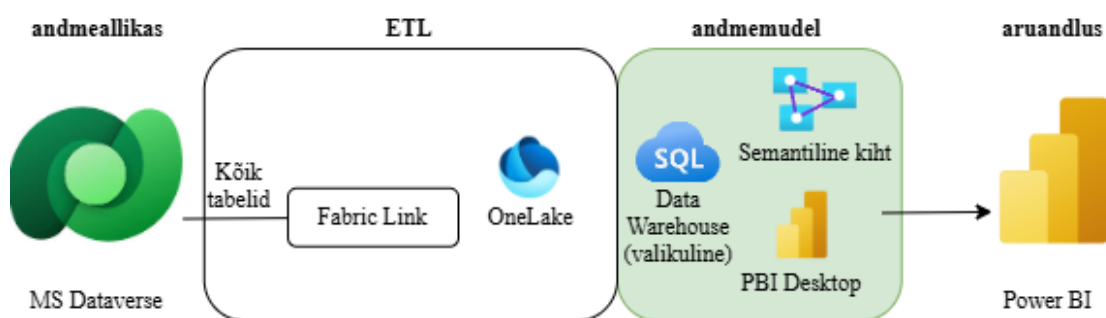 andmeallikas
ETL
andmemudel
aruandlus
Kõik
tabelid
Fabric Link
OneLake
SQL
Data
Warehouse
(valikuline)
Semantiline kiht
PBI Desktop
MS Dataverse
Power BI